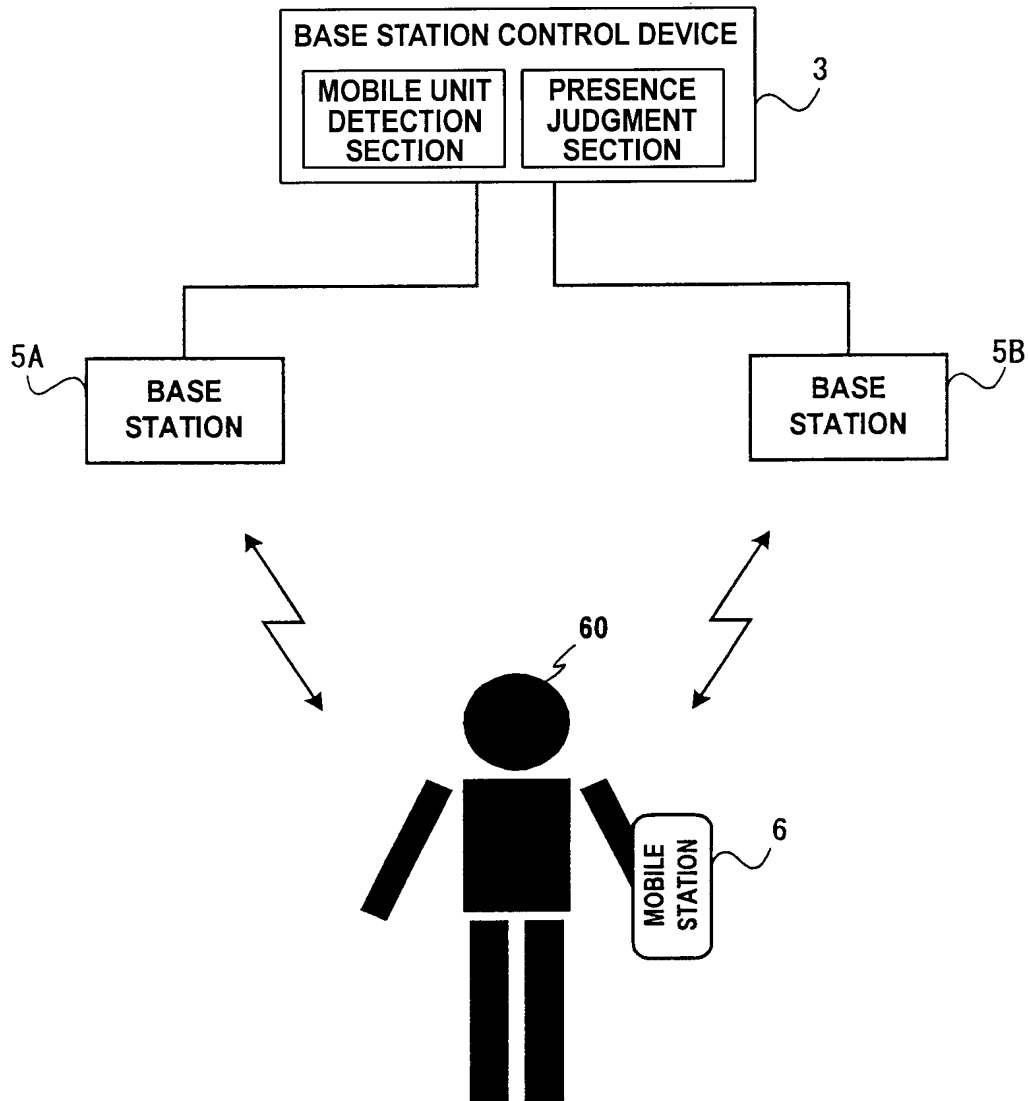 BASE STATION CONTROL DEVICE
MOBILE UNIT
DETECTION
SECTION
PRESENCE
JUDGMENT
SECTION
3
5A
BASE
STATION
5B
BASE
STATION
60
6
MOBILE
STATION